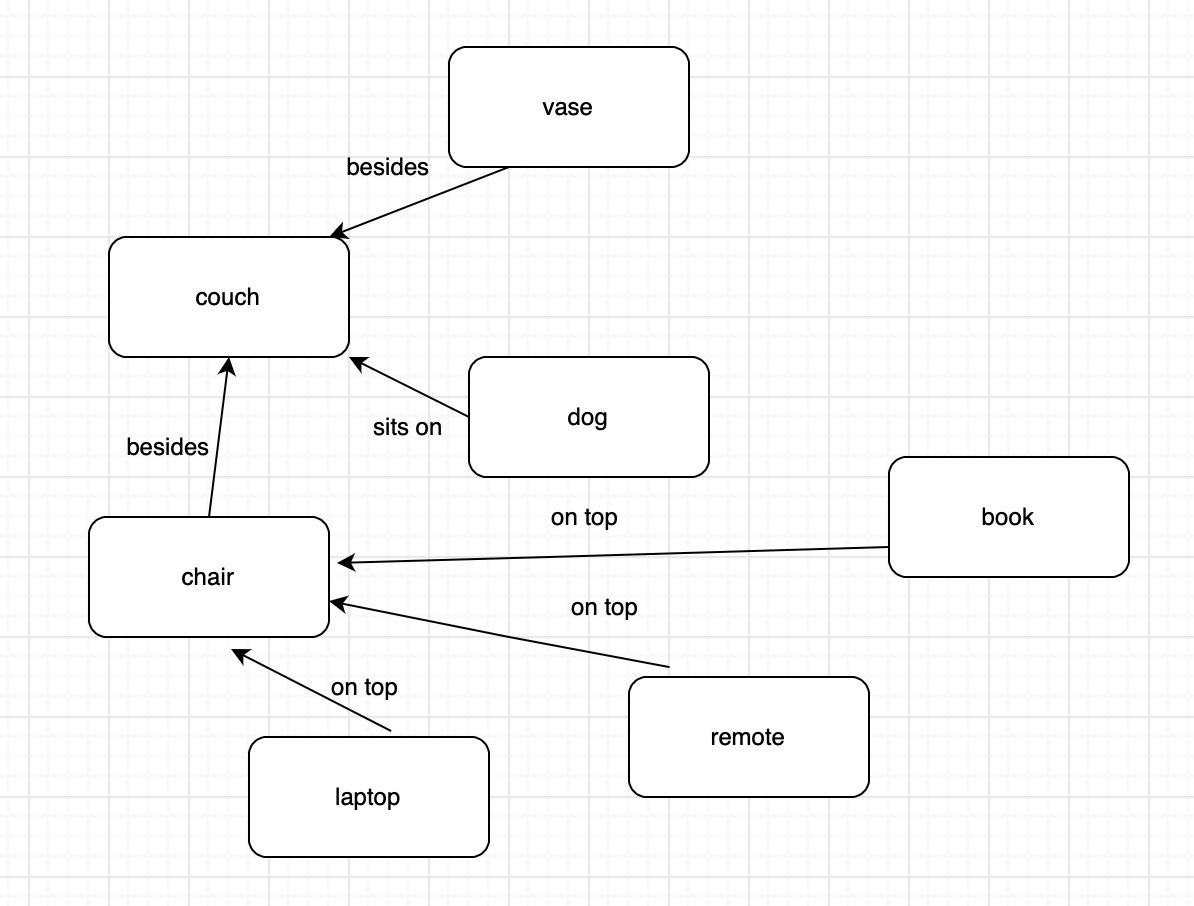 vase
besides
couch
dog
sits on
besides
on top
book
chair
on top
on top
remote
laptop